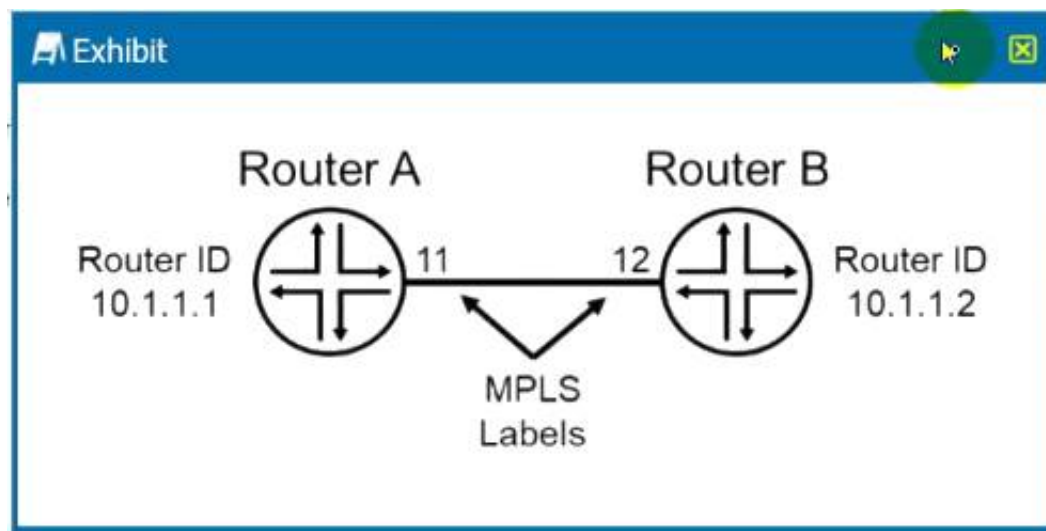 Exhibit
Router A
Router B
Router ID
10.1.1.1
11
12
Router ID
10.1.1.2
MPLS
Labels